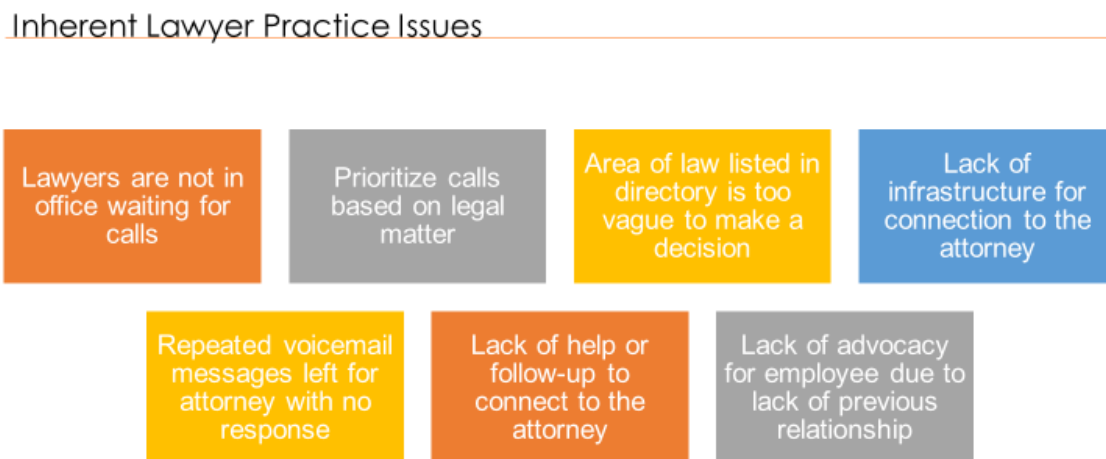 Inherent Lawyer Practice Issues
Lawyers are not in
office waiting for
calls
Prioritize calls
based on legal
matter
Area of law listed in
directory is too
vague to make a
decision
Lack of
infrastructure for
connection to the
attorney
Repeated voicemail
messages left for
attorney with no
response
Lack of help or
follow-up to
connect to the
attorney
Lack of advocacy
for employee due to
lack of previous
relationship